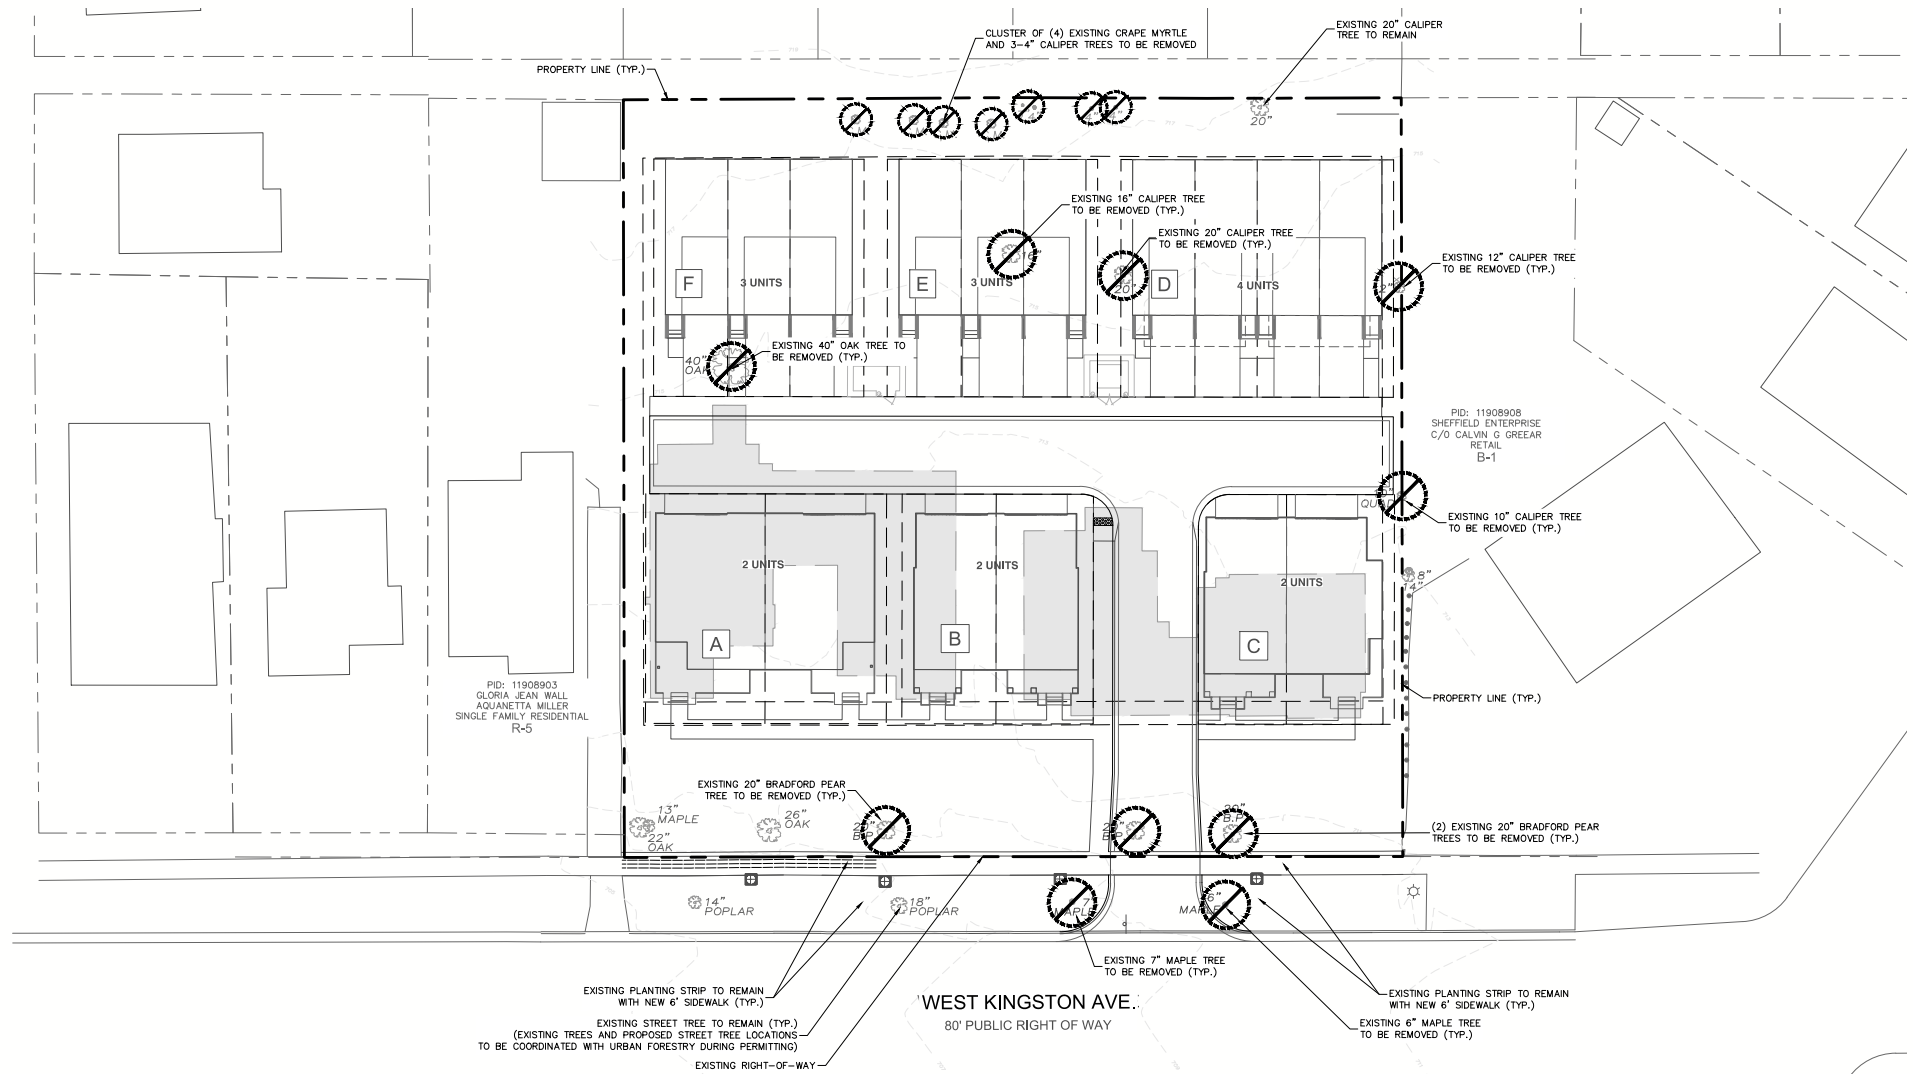 CLUSTER OF (4) EXISTING CRAPE MYRTLE
AND 3-4" CALIPER TREES TO BE REMOVED
EXISTING 20" CALIPER
TREE TO REMAIN
PROPERTY LINE (TYP.)
20"
EXISTING 16" CALIPER TREE
TO BE REMOVED (TYP.)
EXISTING 20" CALIPER TREE
TO BE REMOVED (TYP.)
EXISTING 12" CALIPER TREE
TO BE REMOVED (TYP.)
F
3 UNITS
E
3 UNITS
20"
D
4 UNITS
EXISTING 40" OAK TREE TO
BE REMOVED (TYP.)
40"
OAK
PID: 11908908
SHEFFIELD ENTERPRISE
C/O CALVIN G GREEAR
RETAIL
B-1
EXISTING 10" CALIPER TREE
TO BE REMOVED (TYP.)
2 UNITS
2 UNITS
2 UNITS
8"
14"
A
B
C
PID: 11908903
GLORIA JEAN WALL
AQUANETTA MILLER
SINGLE FAMILY RESIDENTIAL
R-5
PROPERTY LINE (TYP.)
EXISTING 20" BRADFORD PEAR
TREE TO BE REMOVED (TYP.)
13"
MAPLE
22"
OAK
26"
OAK
20"
B.P
(2) EXISTING 20" BRADFORD PEAR
TREES TO BE REMOVED (TYP.)
14"
POPLAR
18"
POPLAR
7"
MAPLE
6"
EXISTING 7" MAPLE TREE
TO BE REMOVED (TYP.)
EXISTING PLANTING STRIP TO REMAIN
WITH NEW 6' SIDEWALK (TYP.)
WEST KINGSTON AVE.
80' PUBLIC RIGHT OF WAY
EXISTING PLANTING STRIP TO REMAIN
WITH NEW 6' SIDEWALK (TYP.)
EXISTING STREET TREE TO REMAIN (TYP.)
(EXISTING TREES AND PROPOSED STREET TREE LOCATIONS
TO BE COORDINATED WITH URBAN FORESTRY DURING PERMITTING)
EXISTING 6" MAPLE TREE
TO BE REMOVED (TYP.)
EXISTING RIGHT-OF-WAY